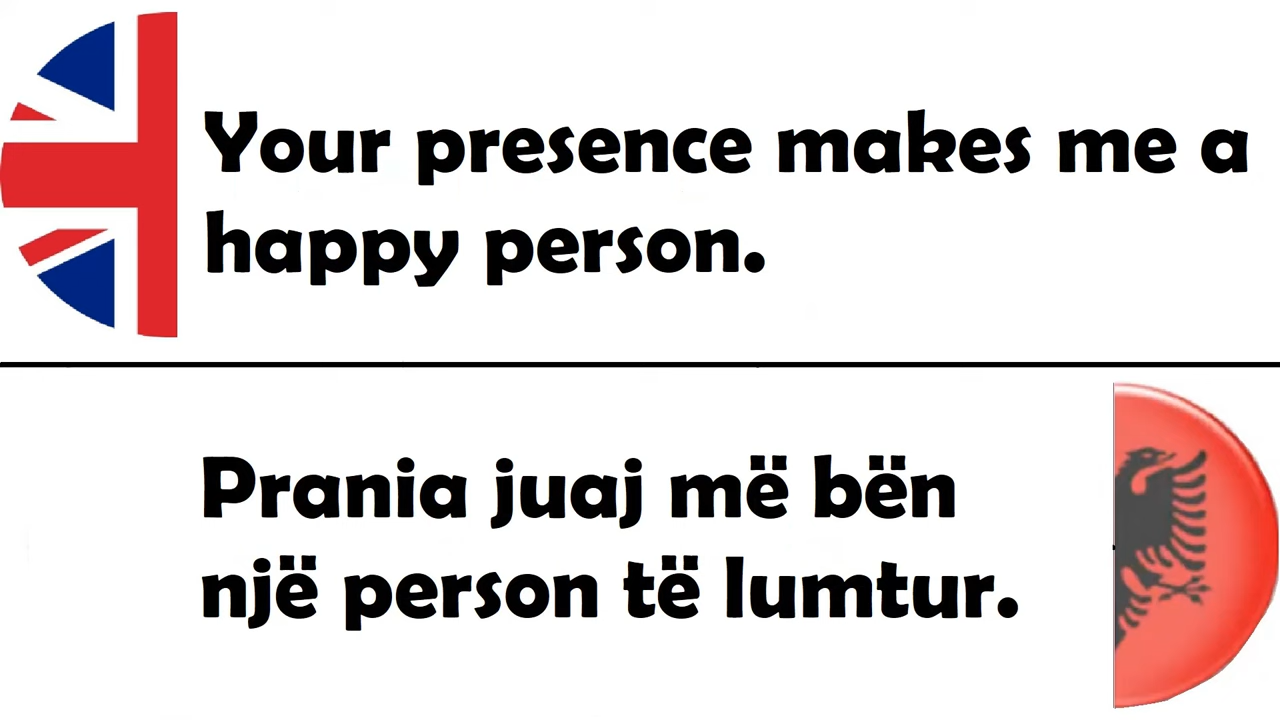 Your presence makes me a
happy person.
Prania juaj më bën
një person të lumtur.